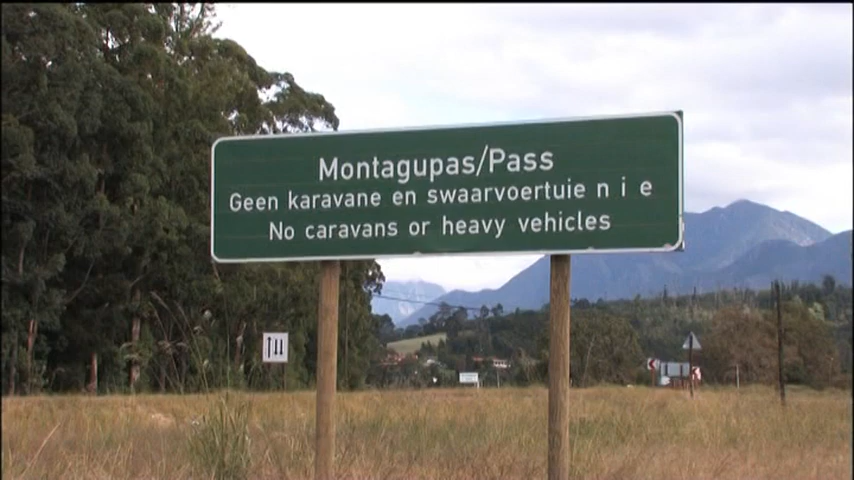 Montagupas/Pass
Geen karavane en swaarvoertuie n i e
No caravans or heavy vehicles